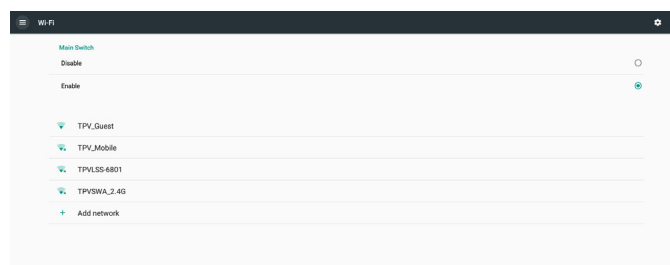 Wi-Fi
Main Switch
Disable
Enable
TPV_Guest
TPV_Mobile
TPVLSS-6801
TPVSWA_2.4G
Add network